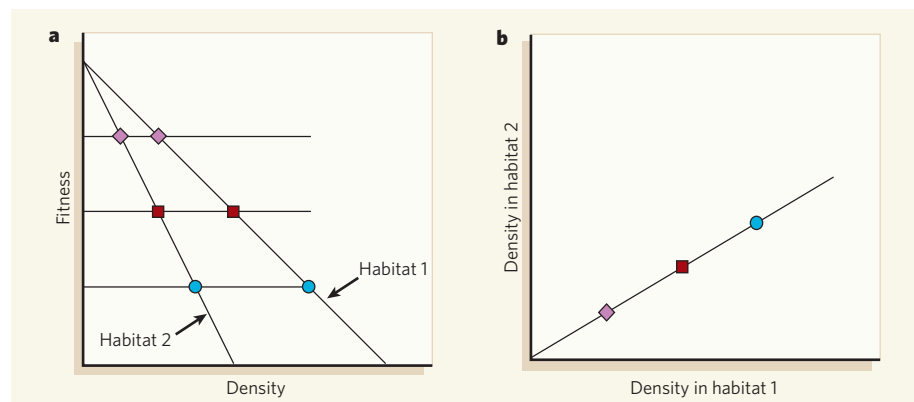 a
Fitness
Habitat 1
Habitat 2
Density
b
Density in habitat 2
Density in habitat 1